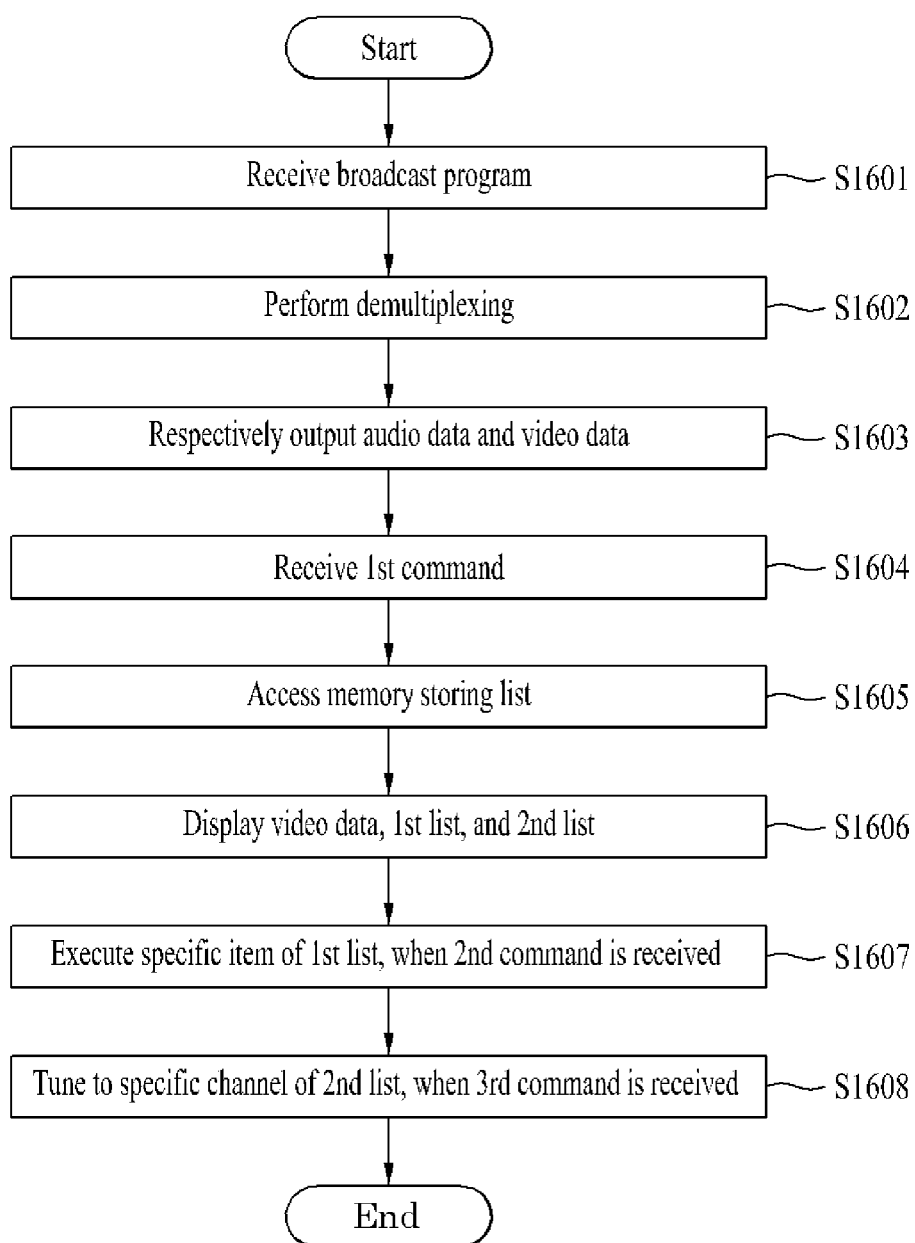 Start
Receive broadcast program
S1601
Perform demultiplexing
S1602
Respectively output audio data and video data
S1603
Receive 1st command
S1604
Access memory storing list
S1605
Display video data, 1st list, and 2nd list
S1606
Execute specific item of 1st list, when 2nd command is received
S1607
Tune to specific channel of 2nd list, when 3rd command is received
S1608
End